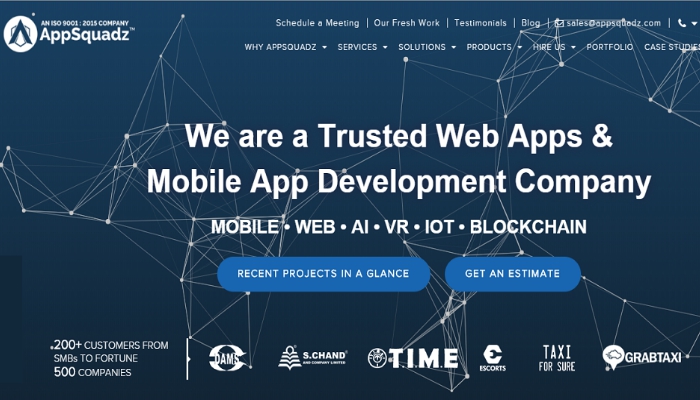 AN ISO 9001 : 2015 COMPANY
AppSquadz™
Schedule a Meeting | Our Fresh Work | Testimonials | Blog | sales@appsquadz.com
WHY APPSQUADZ SERVICES SOLUTIONS PRODUCTS HIRE US PORTFOLIO CASE STUDIES
We are a Trusted Web Apps &
Mobile App Development Company
MOBILE • WEB • AI • VR • IOT • BLOCKCHAIN
RECENT PROJECTS IN A GLANCE
GET AN ESTIMATE
200+ CUSTOMERS FROM
SMBs TO FORTUNE
500 COMPANIES
DAMS
S.CHAND
AND COMPANY LIMITED
T.I.M.E
ESCORTS
TAXI
FOR SURE
GRABTAXI